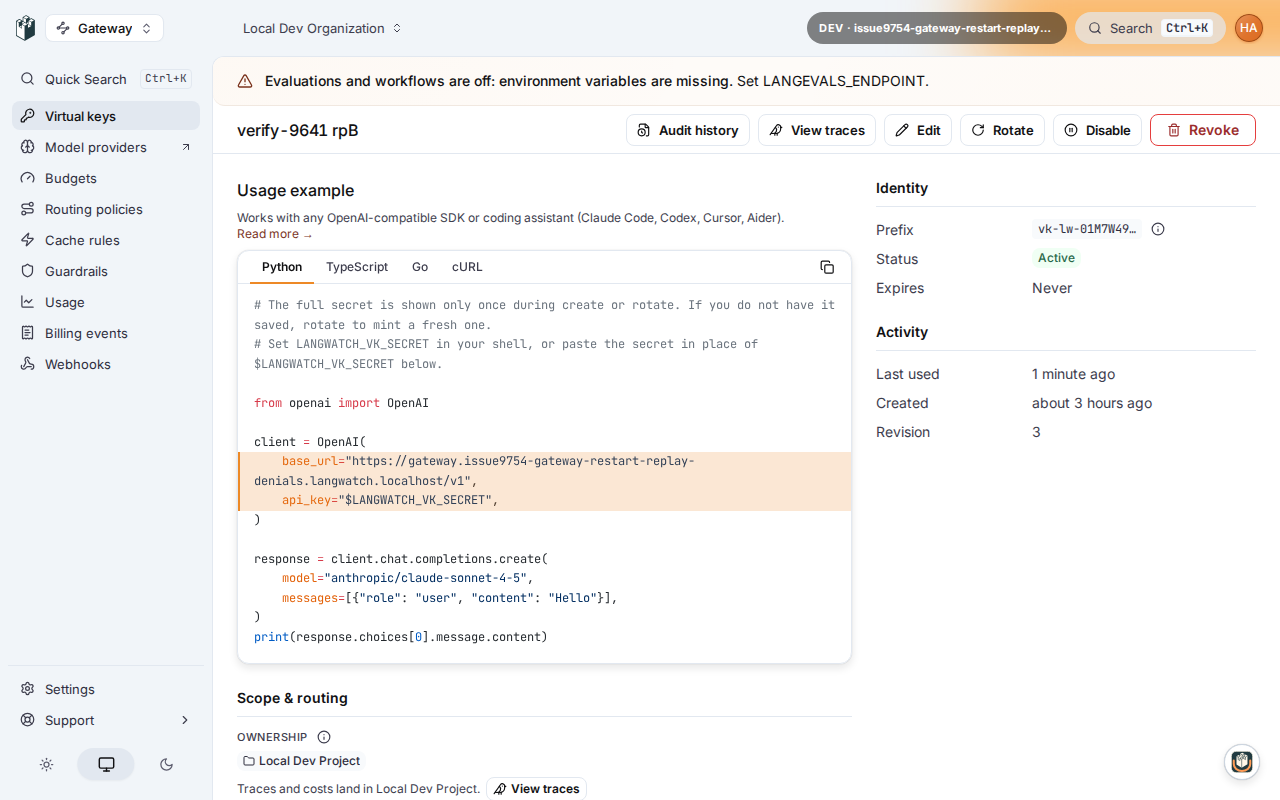 Gateway
Local Dev Organization
DEV · issue9754-gateway-restart-replay...
Search Ctrl+K
HA
Quick Search Ctrl+K
Virtual keys
Model providers
Budgets
Routing policies
Cache rules
Guardrails
Usage
Billing events
Webhooks
Settings
Support
Evaluations and workflows are off: environment variables are missing. Set LANGEVALS_ENDPOINT.
verify-9641 rpB
Audit history
View traces
Edit
Rotate
Disable
Revoke
Usage example
Works with any OpenAI-compatible SDK or coding assistant (Claude Code, Codex, Cursor, Aider).
Read more →
Python TypeScript Go cURL
# The full secret is shown only once during create or rotate. If you do not have it
saved, rotate to mint a fresh one.
# Set LANGWATCH_VK_SECRET in your shell, or paste the secret in place of
$LANGWATCH_VK_SECRET below.
from openai import OpenAI
client = OpenAI(
base_url="https://gateway.issue9754-gateway-restart-replay-
denials.langwatch.localhost/v1",
api_key="$LANGWATCH_VK_SECRET",
)
response = client.chat.completions.create(
model="anthropic/claude-sonnet-4-5",
messages=[{"role": "user", "content": "Hello"}],
)
print(response.choices[0].message.content)
Scope & routing
OWNERSHIP
Local Dev Project
Traces and costs land in Local Dev Project. View traces
Identity
Prefix vk-lw-01M7W49…
Status Active
Expires Never
Activity
Last used 1 minute ago
Created about 3 hours ago
Revision 3